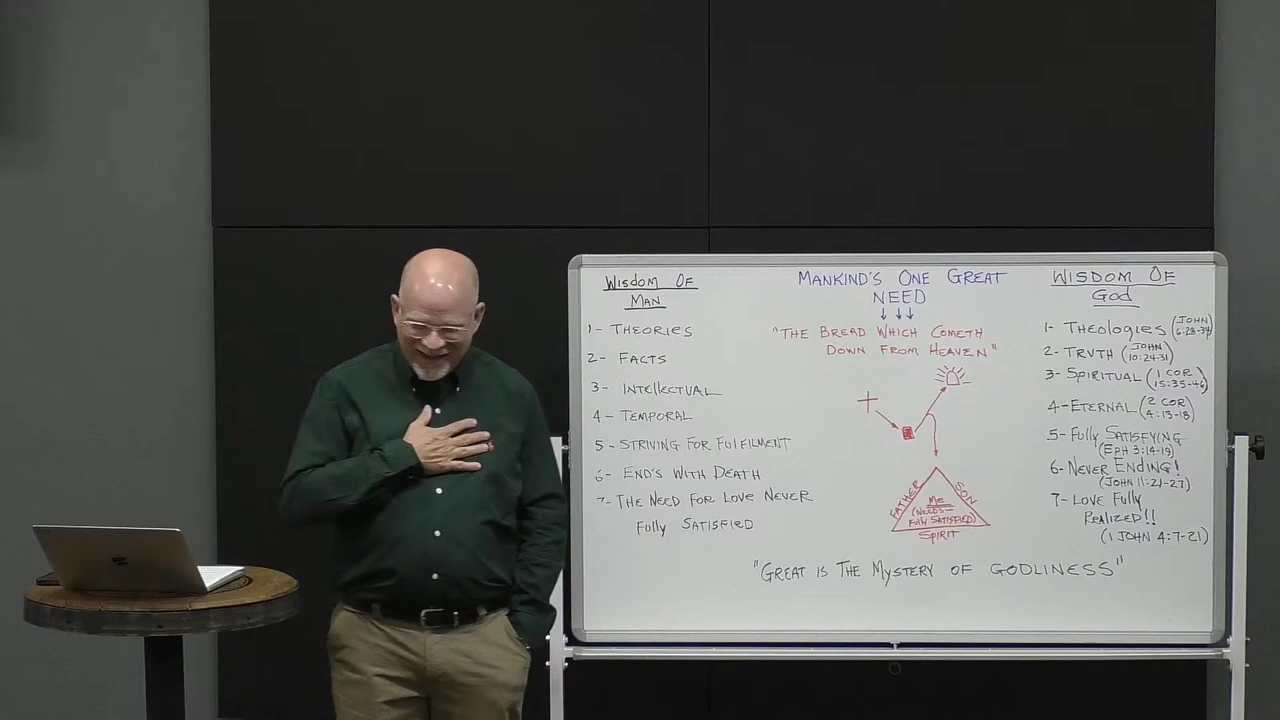 WISDOM OF
MAN
1- THEORIES
2- FACTS
3- INTELLECTUAL
4- TEMPORAL
5- STRIVING FOR FULFILMENT
6- END'S WITH DEATH
7- THE NEED FOR LOVE NEVER
FULLY SATISFIED
MANKIND'S ONE GREAT
NEED
"THE BREAD WHICH COMETH
DOWN FROM HEAVEN"
FATHER
SON
ME
(NEEDS-
FULLY SATISFIED)
SPIRIT
WISDOM OF
GOD
1- THEOLOGIES (JOHN
6:28-34)
2- TRUTH (JOHN
10:24-31)
3- SPIRITUAL (1 COR
15:35-46)
4- ETERNAL (2 COR
4:13-18)
5- FULLY SATISFYING
(EPH 3:14-19)
6- NEVER ENDING!
(JOHN 11:21-27)
7- LOVE FULLY
REALIZED!!
(1 JOHN 4:7-21)
"GREAT IS THE MYSTERY OF GODLINESS"